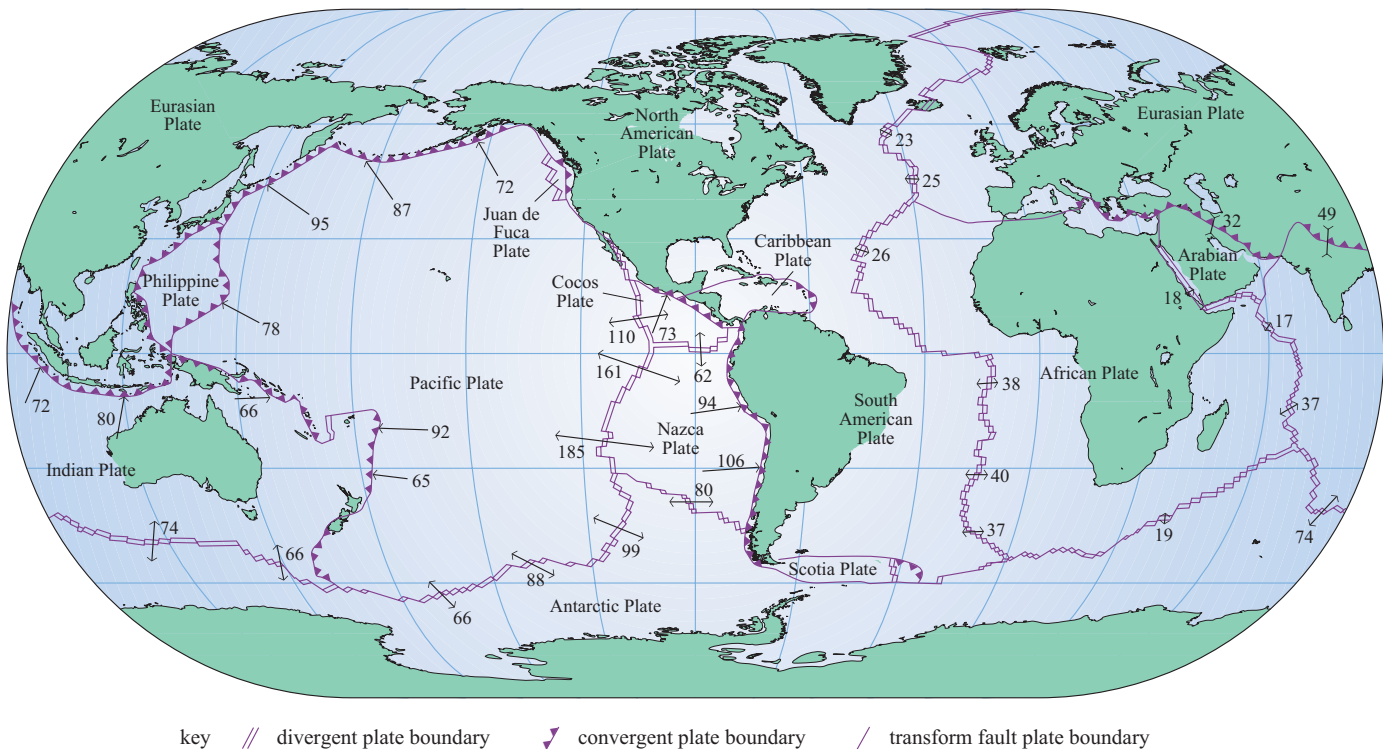 Eurasian
Plate
North
American
Plate
Eurasian Plate
23
25
72
87
95
Juan de
Fuca
Plate
26
Caribbean
Plate
32
49
Arabian
Plate
18
17
Philippine
Plate
78
Cocos
Plate
110
73
62
161
72
80
66
Pacific Plate
94
Nazca
Plate
South
American
Plate
38
African Plate
37
92
185
65
106
80
40
Indian Plate
74
66
99
88
66
37
19
74
Scotia Plate
Antarctic Plate
key
divergent plate boundary
convergent plate boundary
transform fault plate boundary